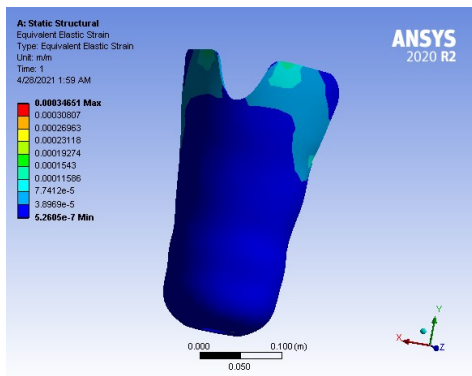 A: Static Structural
Equivalent Elastic Strain
Type: Equivalent Elastic Strain
Unit: m/m
Time: 1
4/28/2021 1:59 AM
0.00034651 Max
0.00030807
0.00026963
0.00023118
0.00019274
0.0001543
0.00011586
7.7412e-5
3.8969e-5
5.2605e-7 Min
ANSYS
2020 R2
0.000
0.100 (m)
0.050
Y
X
Z